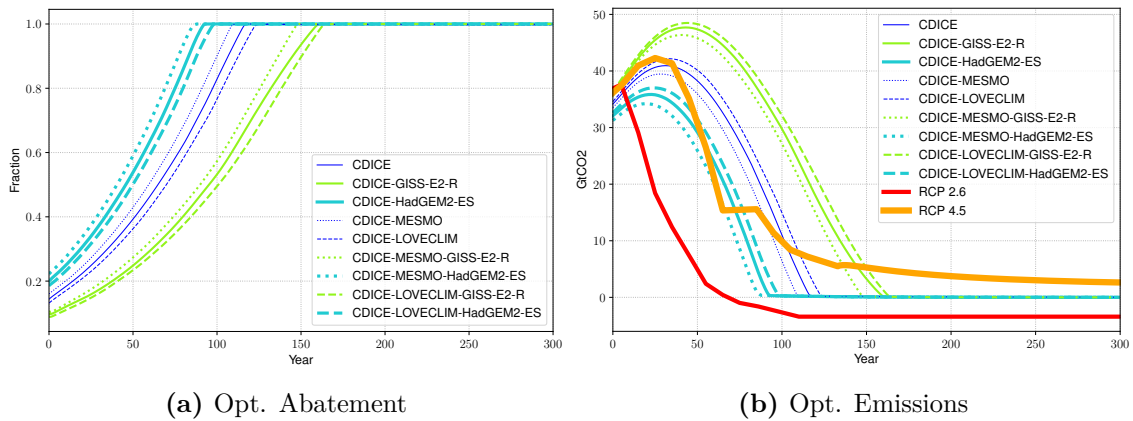 1.0
0.8
0.6
0.4
0.2
Fraction
0 50 100 150 200 250 300
Year
CDICE
CDICE-GISS-E2-R
CDICE-HadGEM2-ES
CDICE-MESMO
CDICE-LOVECLIM
CDICE-MESMO-GISS-E2-R
CDICE-MESMO-HadGEM2-ES
CDICE-LOVECLIM-GISS-E2-R
CDICE-LOVECLIM-HadGEM2-ES
(a) Opt. Abatement
50
40
30
20
10
0
GtCO2
0 50 100 150 200 250 300
Year
CDICE
CDICE-GISS-E2-R
CDICE-HadGEM2-ES
CDICE-MESMO
CDICE-LOVECLIM
CDICE-MESMO-GISS-E2-R
CDICE-MESMO-HadGEM2-ES
CDICE-LOVECLIM-GISS-E2-R
CDICE-LOVECLIM-HadGEM2-ES
RCP 2.6
RCP 4.5
(b) Opt. Emissions